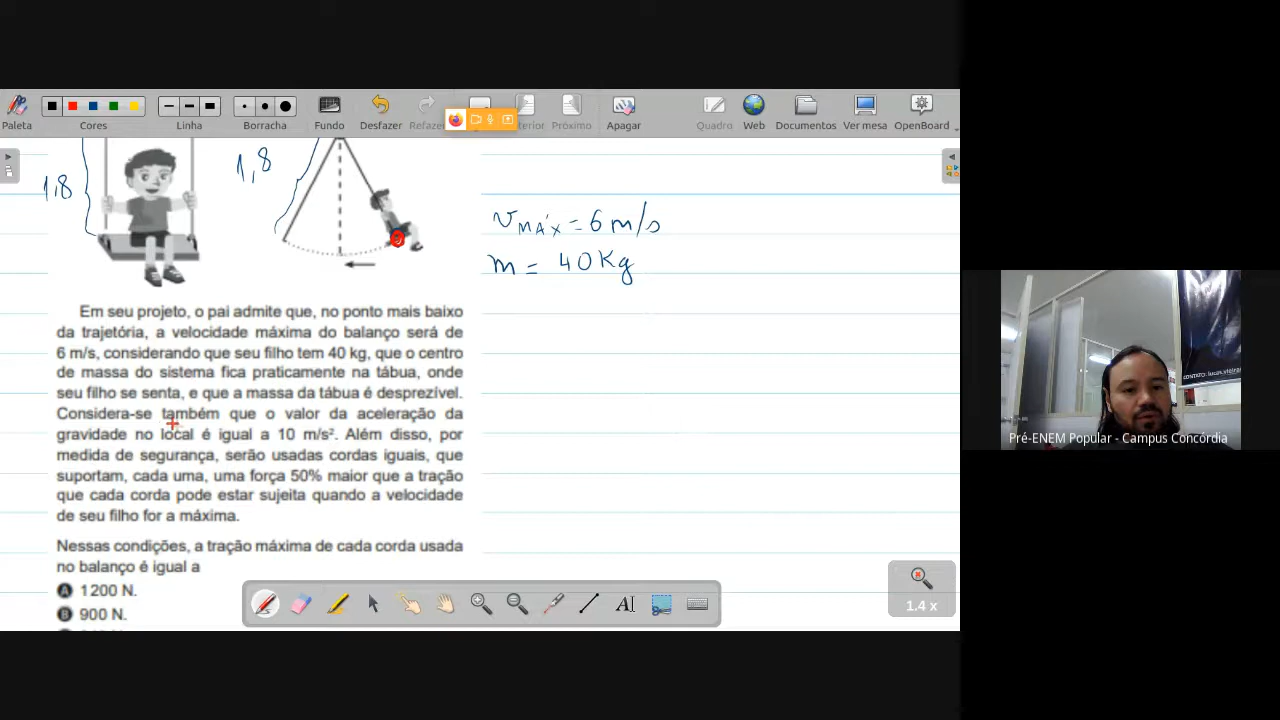 Paleta
Cores
Linha
Borracha
Fundo
Desfazer
Refazer
Próximo
Apagar
Quadro
Web
Documentos
Ver mesa
OpenBoard
1,8
1,8
vMÁX = 6 m/s
m = 40 Kg
Em seu projeto, o pai admite que, no ponto mais baixo
da trajetória, a velocidade máxima do balanço será de
6 m/s, considerando que seu filho tem 40 kg, que o centro
de massa do sistema fica praticamente na tábua, onde
seu filho se senta, e que a massa da tábua é desprezível.
Considera-se também que o valor da aceleração da
gravidade no local é igual a 10 m/s². Além disso, por
medida de segurança, serão usadas cordas iguais, que
suportam, cada uma, uma força 50% maior que a tração
que cada corda pode estar sujeita quando a velocidade
de seu filho for a máxima.
Nessas condições, a tração máxima de cada corda usada
no balanço é igual a
A 1 200 N.
B 900 N.
AI
1.4 x
Pré-ENEM Popular - Campus Concórdia